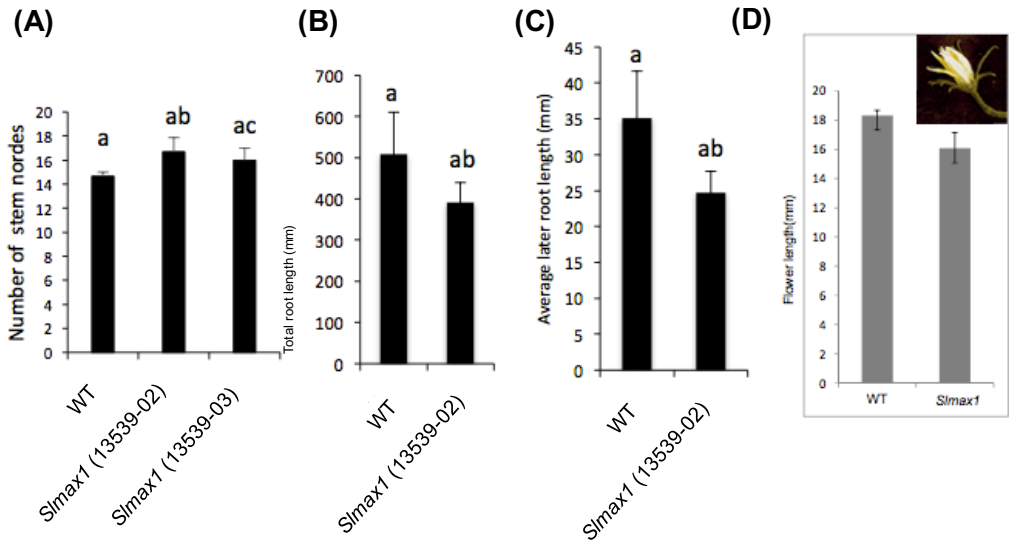 (A)
Number of stem nordes
20
18
16
14
12
10
8
6
4
2
0
a
ab
ac
WT
Slmax1 (13539-02)
Slmax1 (13539-03)
(B)
Total root length (mm)
700
600
500
400
300
200
100
0
a
ab
WT
Slmax1 (13539-02)
(C)
Average later root length (mm)
45
40
35
30
25
20
15
10
5
0
a
ab
WT
Slmax1 (13539-02)
(D)
Flower length(mm)
20
18
16
14
12
10
8
6
4
2
0
WT
Slmax1